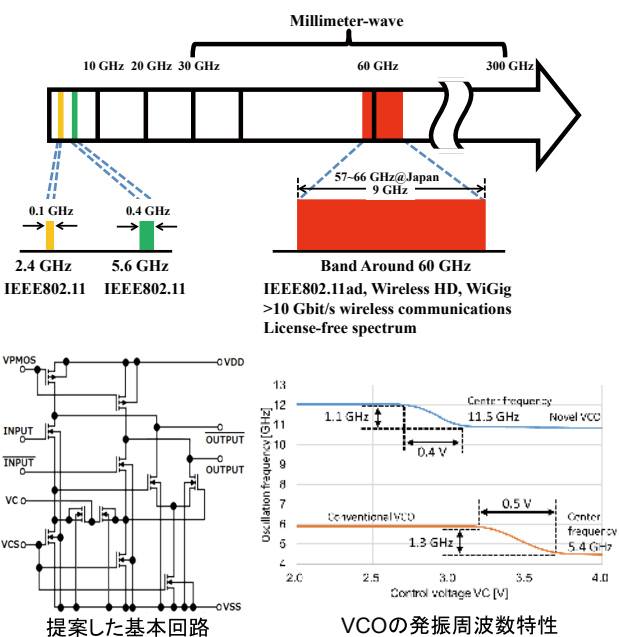 Millimeter-wave
10 GHz 20 GHz 30 GHz 60 GHz 300 GHz
57~66 GHz@Japan
9 GHz
0.1 GHz 0.4 GHz
2.4 GHz 5.6 GHz Band Around 60 GHz
IEEE802.11 IEEE802.11 IEEE802.11ad, Wireless HD, WiGig
>10 Gbit/s wireless communications
License-free spectrum
VPMOS
VDD
INPUT
OUTPUT
INPUT
OUTPUT
VC
VCS
VSS
提案した基本回路
Oscillation frequency [GHz]
13
12
11
10
9
8
7
6
5
4
Center frequency
11.5 GHz
Novel VCO
1.1 GHz
0.4 V
0.5 V
Conventional VCO
Center
frequency
5.4 GHz
1.3 GHz
2.0 2.5 3.0 3.5 4.0
Control voltage VC [V]
VCOの発振周波数特性